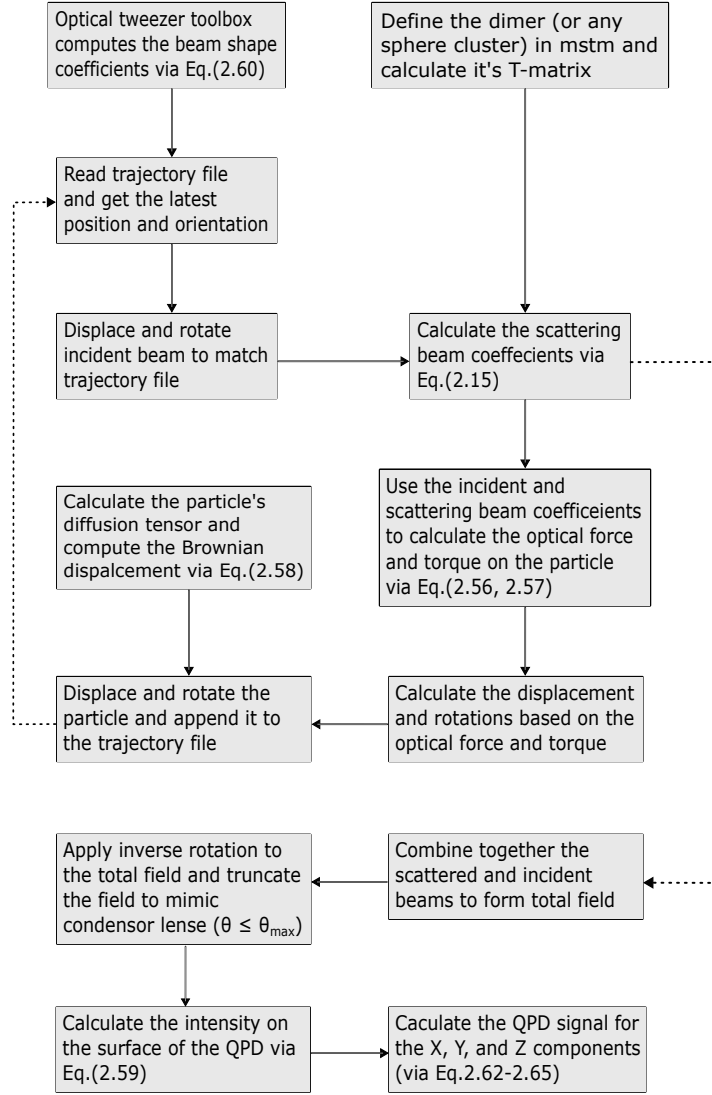 Optical tweezer toolbox
computes the beam shape
coefficients via Eq.(2.60)
Define the dimer (or any
sphere cluster) in mstm and
calculate it's T-matrix
Read trajectory file
and get the latest
position and orientation
Displace and rotate
incident beam to match
trajectory file
Calculate the scattering
beam coeffecients via
Eq.(2.15)
Calculate the particle's
diffusion tensor and
compute the Brownian
dispalcement via Eq.(2.58)
Use the incident and
scattering beam coefficeients
to calculate the optical force
and torque on the particle
via Eq.(2.56, 2.57)
Displace and rotate the
particle and append it to
the trajectory file
Calculate the displacement
and rotations based on the
optical force and torque
Apply inverse rotation to
the total field and truncate
the field to mimic
condensor lense (θ ≤ θmax)
Combine together the
scattered and incident
beams to form total field
Calculate the intensity on
the surface of the QPD via
Eq.(2.59)
Caculate the QPD signal for
the X, Y, and Z components
(via Eq.2.62-2.65)